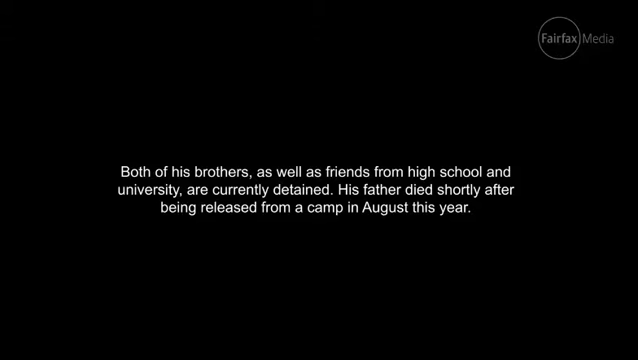 Fairfax Media
Both of his brothers, as well as friends from high school and
university, are currently detained. His father died shortly after
being released from a camp in August this year.